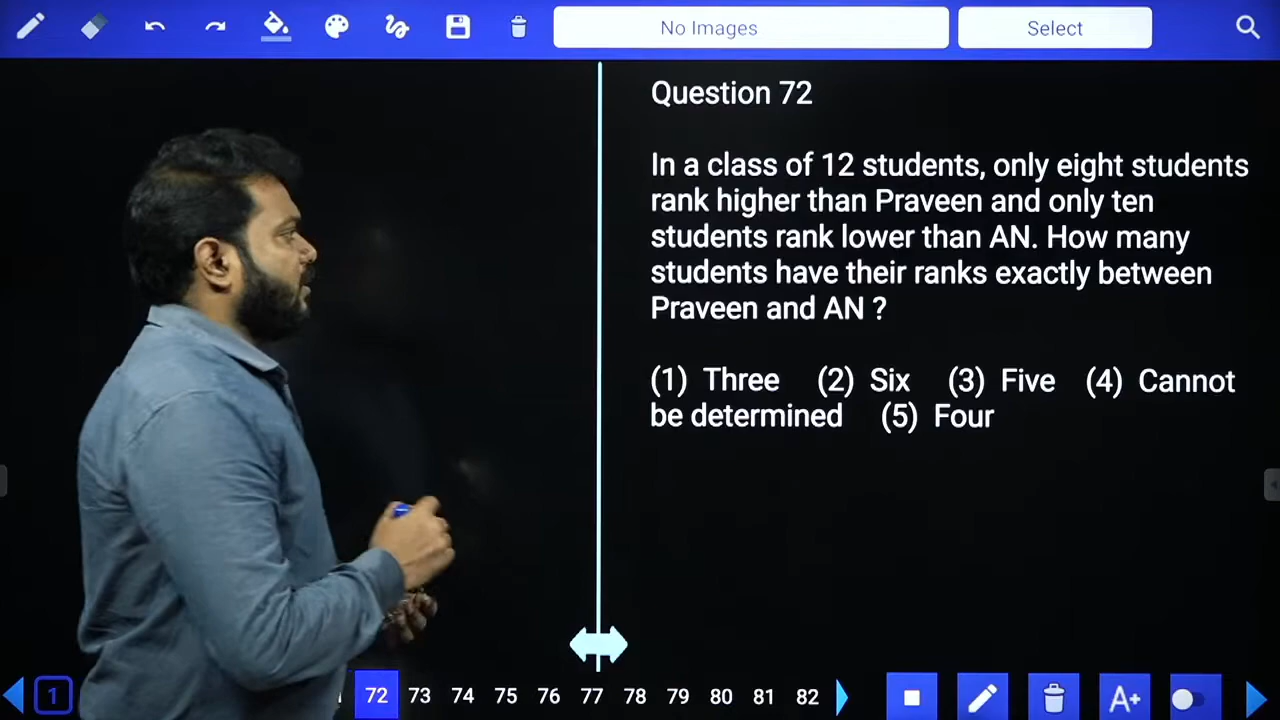 No Images
Select
Question 72
In a class of 12 students, only eight students
rank higher than Praveen and only ten
students rank lower than AN. How many
students have their ranks exactly between
Praveen and AN ?
(1) Three (2) Six (3) Five (4) Cannot
be determined (5) Four
1
72 73 74 75 76 77 78 79 80 81 82
A+